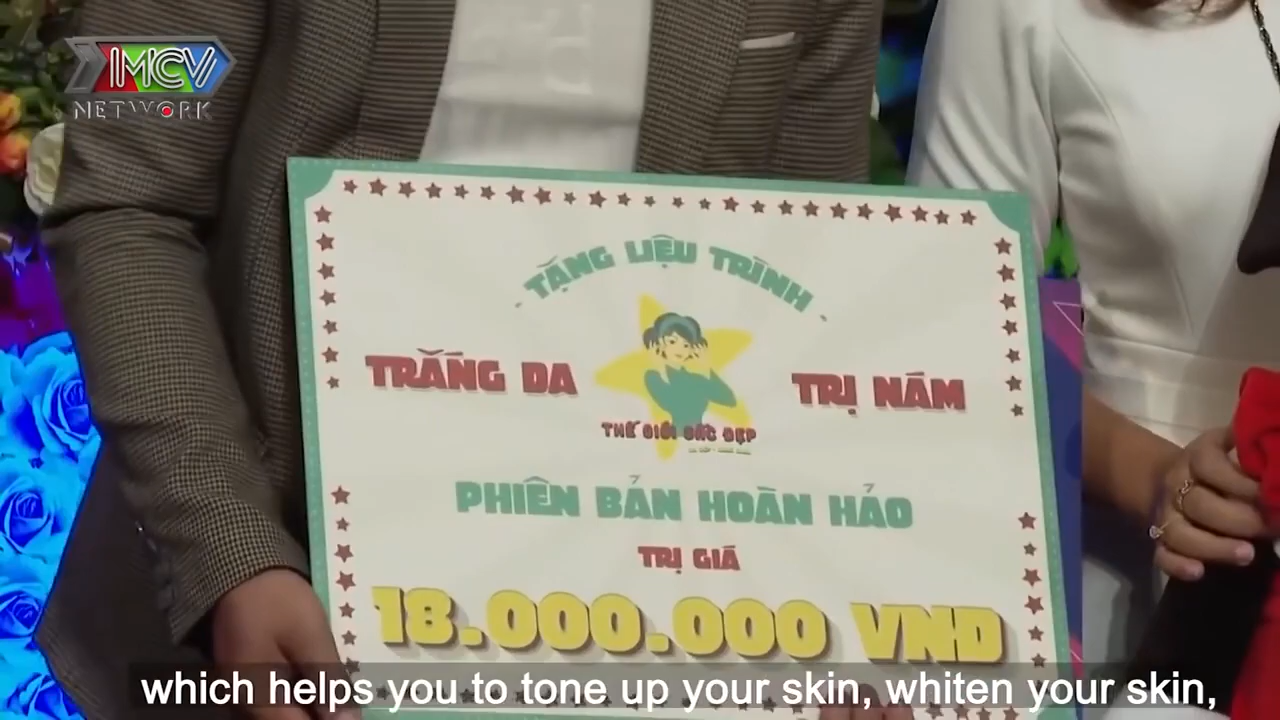 MCV
NETWORK
TẶNG LIỆU TRÌNH
TRẮNG DA
TRỊ NÁM
THẾ GIỚI SẮC ĐẸP
PHIÊN BẢN HOÀN HẢO
TRỊ GIÁ
18.000.000 VND
which helps you to tone up your skin, whiten your skin,